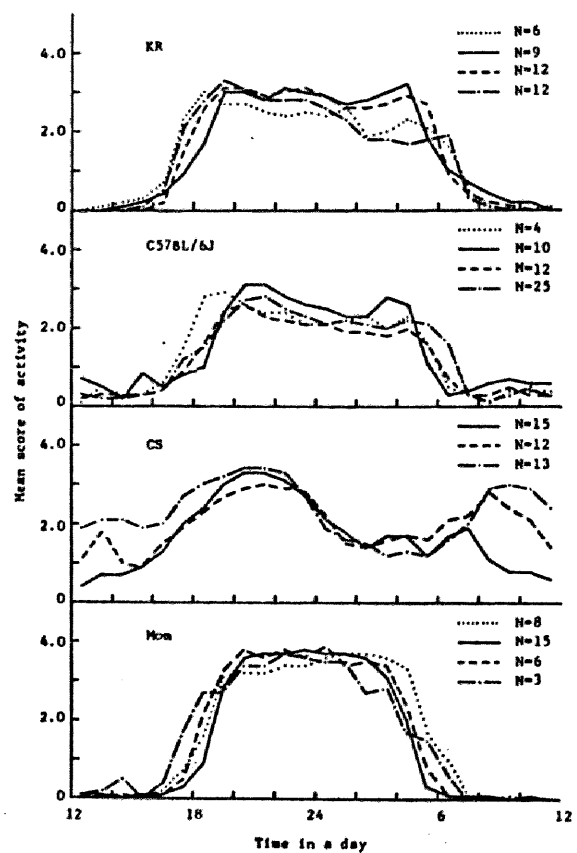 KR
N=6
N=9
N=12
N=12
4.0
2.0
0
C57BL/6J
N=4
N=10
N=12
N=25
4.0
2.0
0
CS
N=15
N=12
N=13
4.0
2.0
0
Mom
N=8
N=15
N=6
N=3
4.0
2.0
0
Mean score of activity
12 18 24 6 12
Time in a day